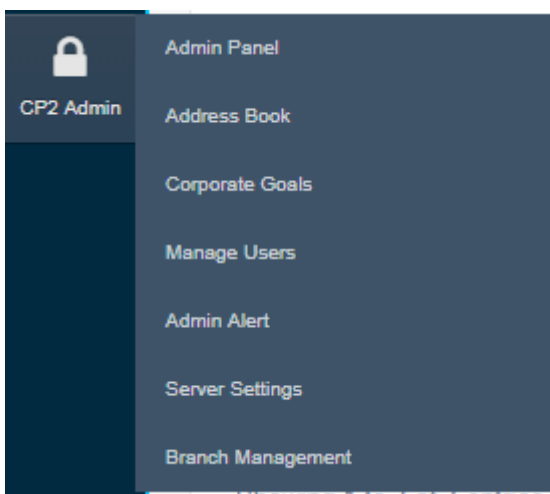 CP2 Admin
Admin Panel
Address Book
Corporate Goals
Manage Users
Admin Alert
Server Settings
Branch Management